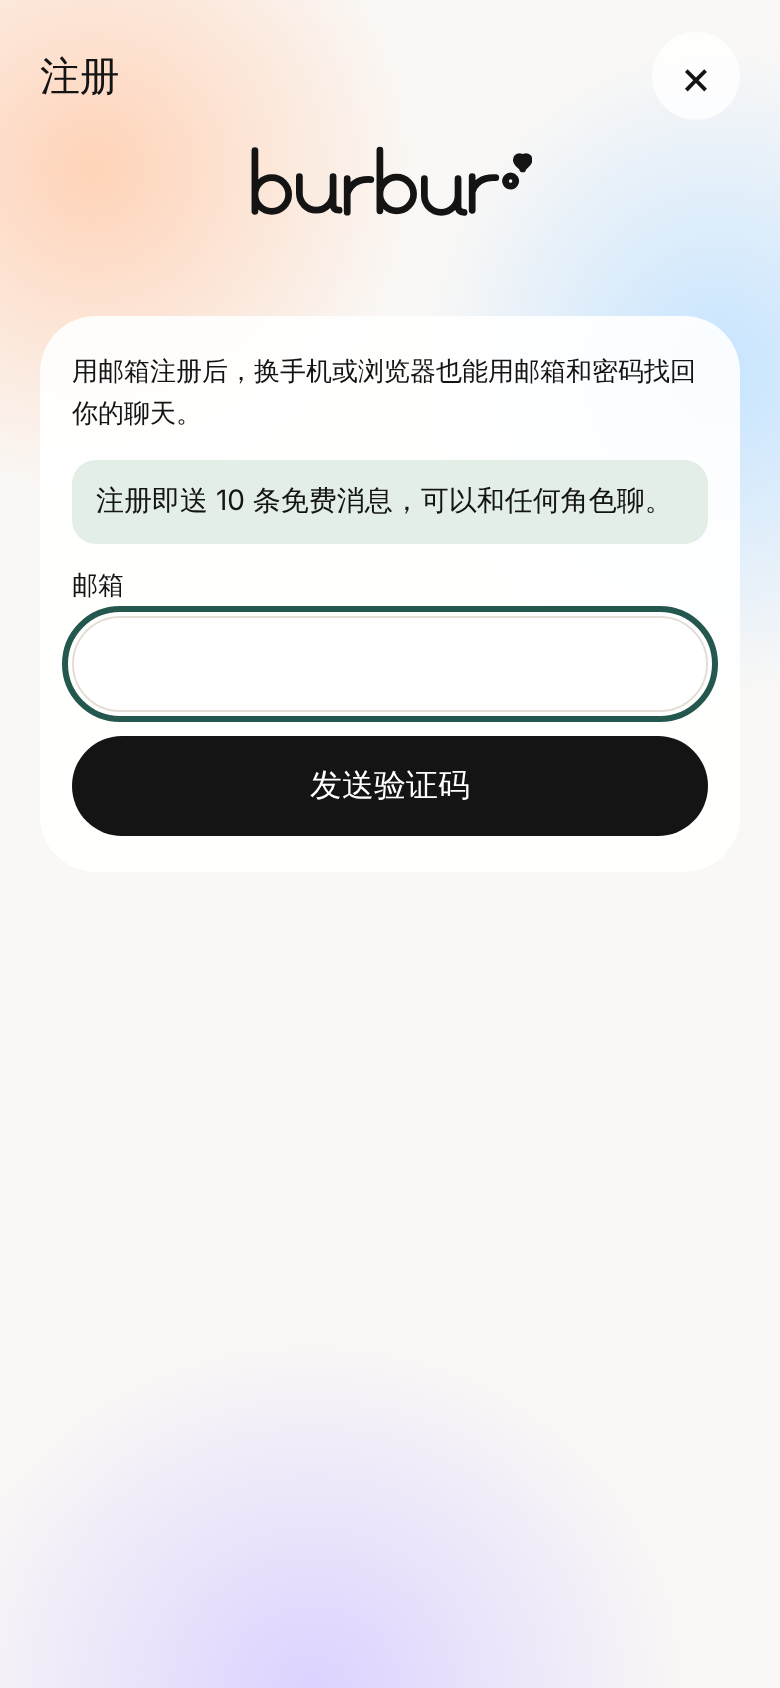 注册
burbur
用邮箱注册后，换手机或浏览器也能用邮箱和密码找回
你的聊天。
注册即送 10 条免费消息，可以和任何角色聊。
邮箱
发送验证码